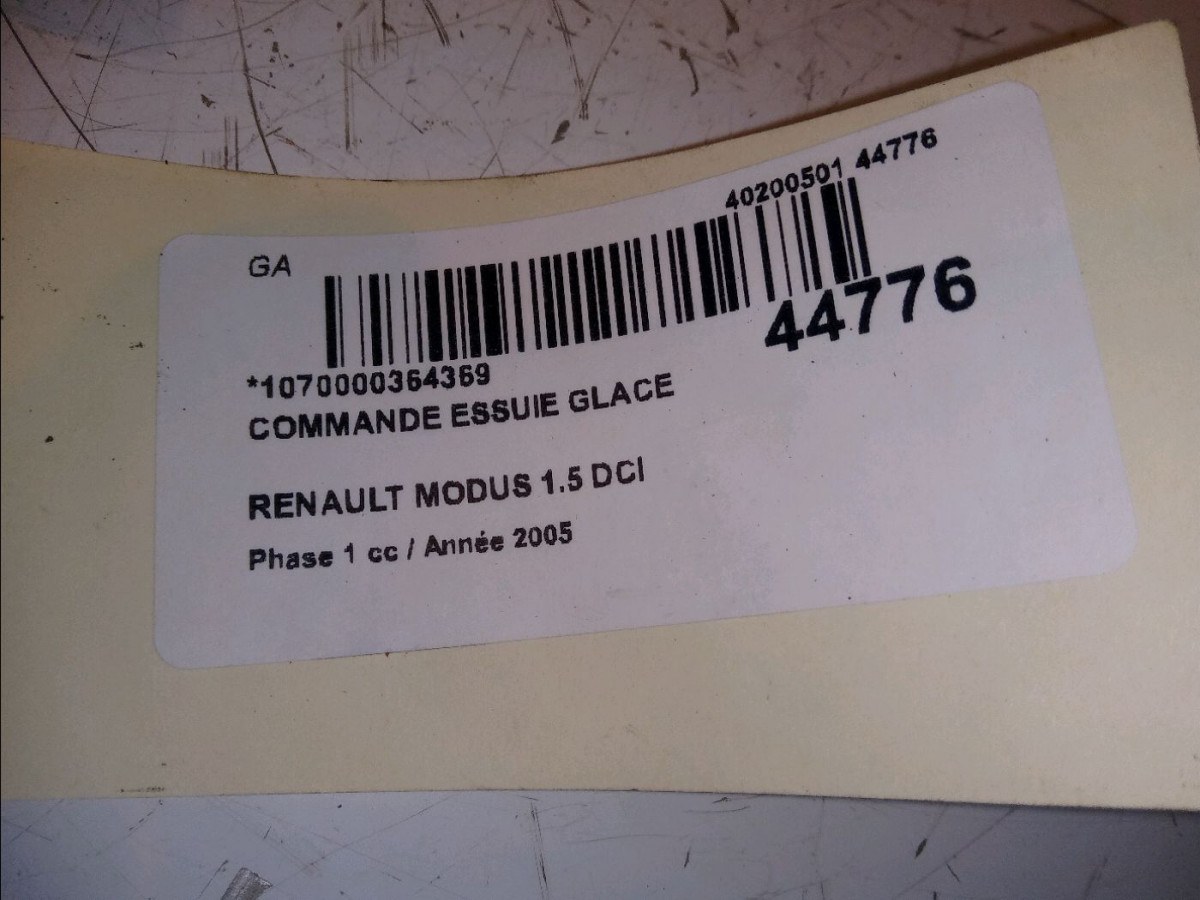 40200501 44776
GA
44776
*1070000364369
COMMANDE ESSUIE GLACE
RENAULT MODUS 1.5 DCI
Phase 1 cc / Année 2005